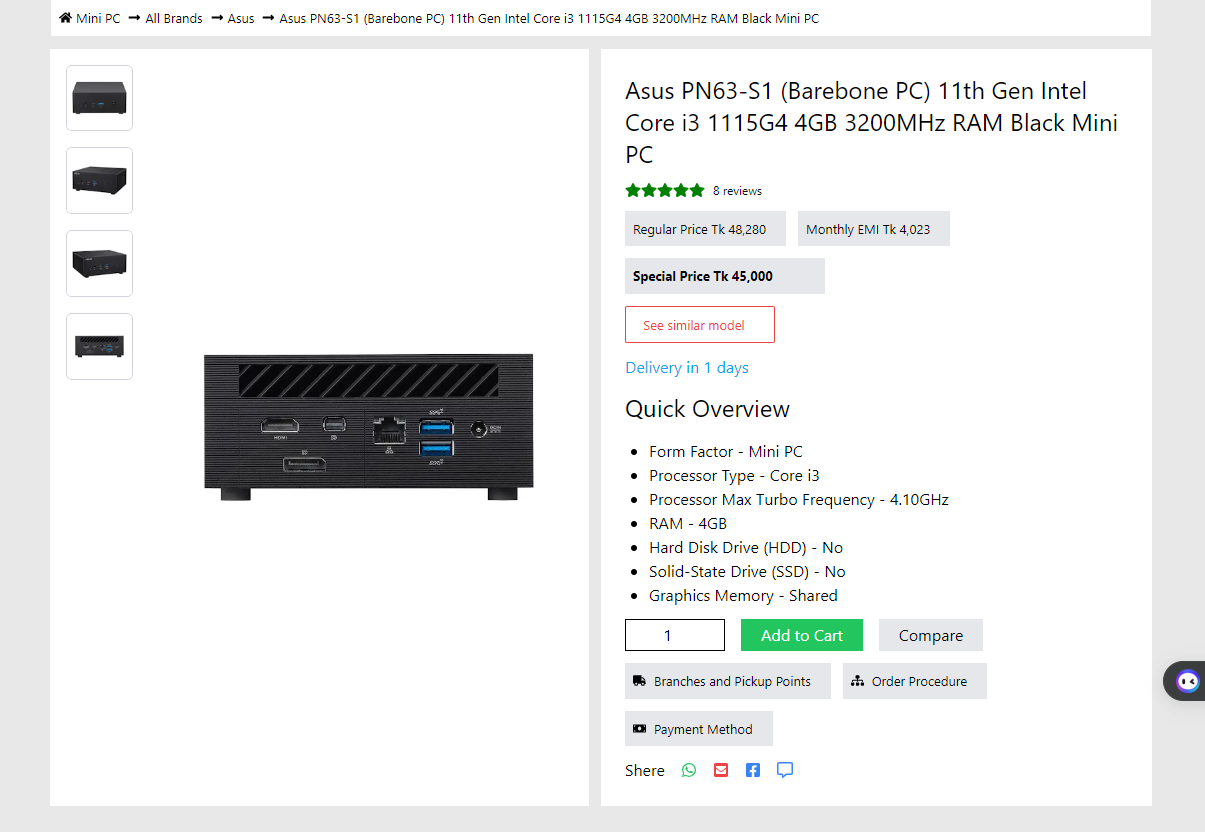 Mini PC → All Brands → Asus → Asus PN63-S1 (Barebone PC) 11th Gen Intel Core i3 1115G4 4GB 3200MHz RAM Black Mini PC
Asus PN63-S1 (Barebone PC) 11th Gen Intel
Core i3 1115G4 4GB 3200MHz RAM Black Mini
PC
8 reviews
Regular Price Tk 48,280 Monthly EMI Tk 4,023
Special Price Tk 45,000
See similar model
Delivery in 1 days
HDMI
Quick Overview
Form Factor - Mini PC
Processor Type - Core i3
Processor Max Turbo Frequency - 4.10GHz
RAM - 4GB
Hard Disk Drive (HDD) - No
Solid-State Drive (SSD) - No
Graphics Memory - Shared
1 Add to Cart Compare
Branches and Pickup Points Order Procedure
Payment Method
Share